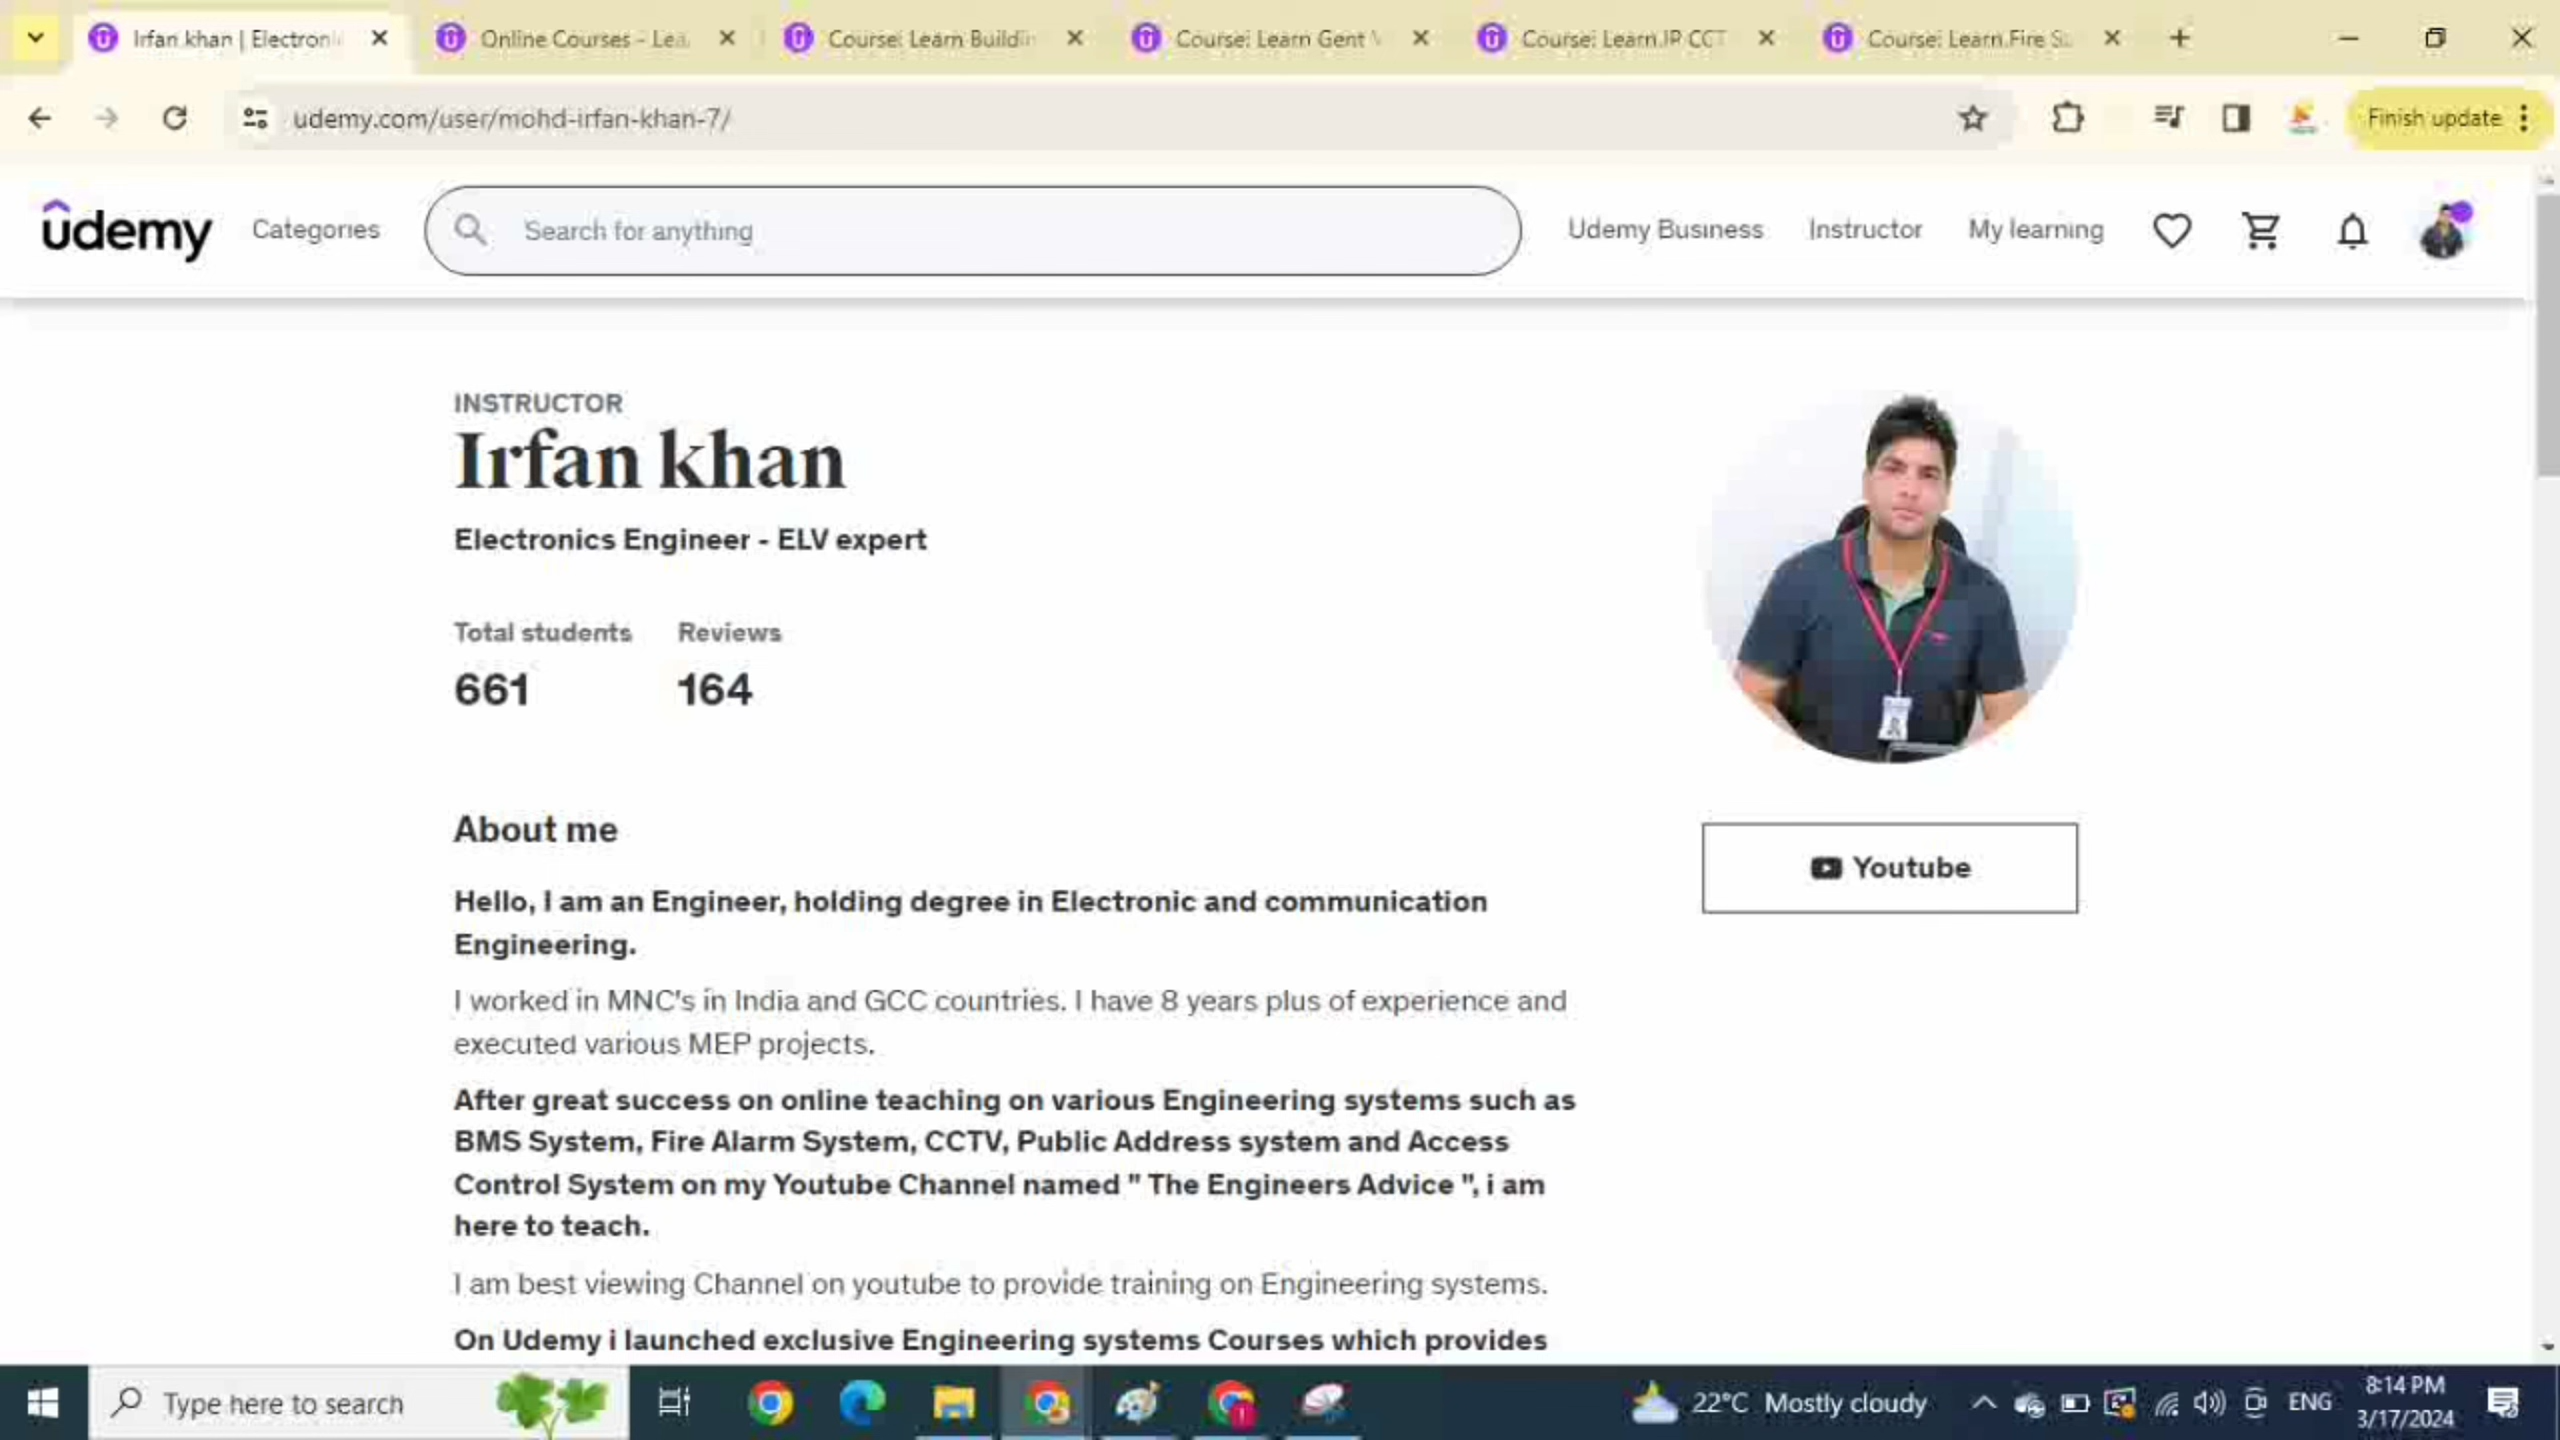 Irfan khan | Electroni
Online Courses - Lea
Course: Learn Buildin
Course: Learn Gent
Course: Learn IP CCT
Course: Learn Fire S
udemy.com/user/mohd-irfan-khan-7/
Finish update
udemy
Categories
Search for anything
Udemy Business
Instructor
My learning
INSTRUCTOR
Irfan khan
Electronics Engineer - ELV expert
Total students Reviews
661 164
About me
Youtube
Hello, I am an Engineer, holding degree in Electronic and communication
Engineering.
I worked in MNC's in India and GCC countries. I have 8 years plus of experience and
executed various MEP projects.
After great success on online teaching on various Engineering systems such as
BMS System, Fire Alarm System, CCTV, Public Address system and Access
Control System on my Youtube Channel named " The Engineers Advice ", i am
here to teach.
I am best viewing Channel on youtube to provide training on Engineering systems.
On Udemy i launched exclusive Engineering systems Courses which provides
Type here to search
22°C Mostly cloudy
ENG
8:14 PM
3/17/2024